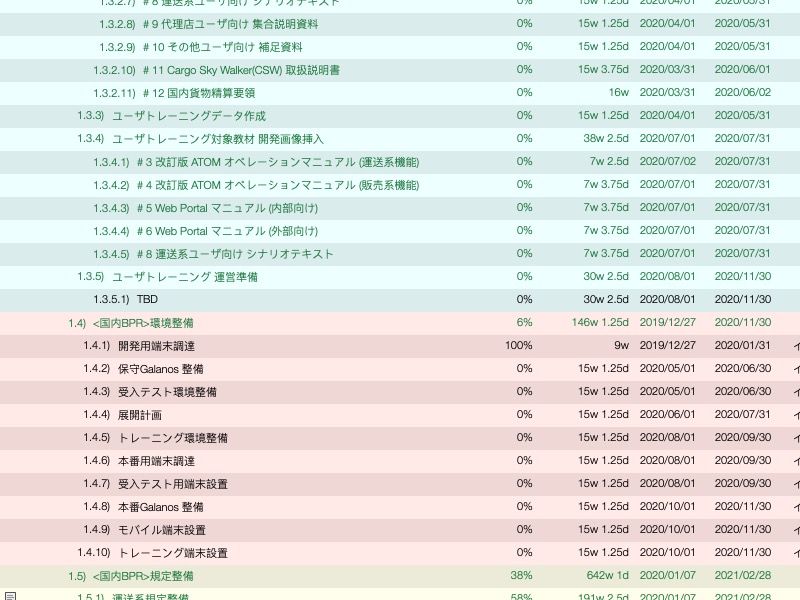 1.3.2.7) # 8 運送系ユーザ向け シナリオテキスト 0% 15w 1.25d 2020/04/01 2020/05/31
1.3.2.8) # 9 代理店ユーザ向け 集合説明資料 0% 15w 1.25d 2020/04/01 2020/05/31
1.3.2.9) # 10 その他ユーザ向け 補足資料 0% 15w 1.25d 2020/04/01 2020/05/31
1.3.2.10) # 11 Cargo Sky Walker(CSW) 取扱説明書 0% 15w 3.75d 2020/03/31 2020/06/01
1.3.2.11) # 12 国内貨物精算要領 0% 16w 2020/03/31 2020/06/02
1.3.3) ユーザトレーニングデータ作成 0% 15w 1.25d 2020/04/01 2020/05/31
1.3.4) ユーザトレーニング対象教材 開発画像挿入 0% 38w 2.5d 2020/07/01 2020/07/31
1.3.4.1) # 3 改訂版 ATOM オペレーションマニュアル (運送系機能) 0% 7w 2.5d 2020/07/02 2020/07/31
1.3.4.2) # 4 改訂版 ATOM オペレーションマニュアル (販売系機能) 0% 7w 3.75d 2020/07/01 2020/07/31
1.3.4.3) # 5 Web Portal マニュアル (内部向け) 0% 7w 3.75d 2020/07/01 2020/07/31
1.3.4.4) # 6 Web Portal マニュアル (外部向け) 0% 7w 3.75d 2020/07/01 2020/07/31
1.3.4.5) # 8 運送系ユーザ向け シナリオテキスト 0% 7w 3.75d 2020/07/01 2020/07/31
1.3.5) ユーザトレーニング 運営準備 0% 30w 2.5d 2020/08/01 2020/11/30
1.3.5.1) TBD 0% 30w 2.5d 2020/08/01 2020/11/30
1.4) <国内BPR>環境整備 6% 146w 1.25d 2019/12/27 2020/11/30
1.4.1) 開発用端末調達 100% 9w 2019/12/27 2020/01/31
1.4.2) 保守Galanos 整備 0% 15w 1.25d 2020/05/01 2020/06/30
1.4.3) 受入テスト環境整備 0% 15w 1.25d 2020/05/01 2020/06/30
1.4.4) 展開計画 0% 15w 1.25d 2020/06/01 2020/07/31
1.4.5) トレーニング環境整備 0% 15w 1.25d 2020/08/01 2020/09/30
1.4.6) 本番用端末調達 0% 15w 1.25d 2020/08/01 2020/09/30
1.4.7) 受入テスト用端末設置 0% 15w 1.25d 2020/08/01 2020/09/30
1.4.8) 本番Galanos 整備 0% 15w 1.25d 2020/10/01 2020/11/30
1.4.9) モバイル端末設置 0% 15w 1.25d 2020/10/01 2020/11/30
1.4.10) トレーニング端末設置 0% 15w 1.25d 2020/10/01 2020/11/30
1.5) <国内BPR>規定整備 38% 642w 1d 2020/01/07 2021/02/28
1.5.1) 運送系規定整備 58% 191w 2.5d 2020/01/07 2021/02/28